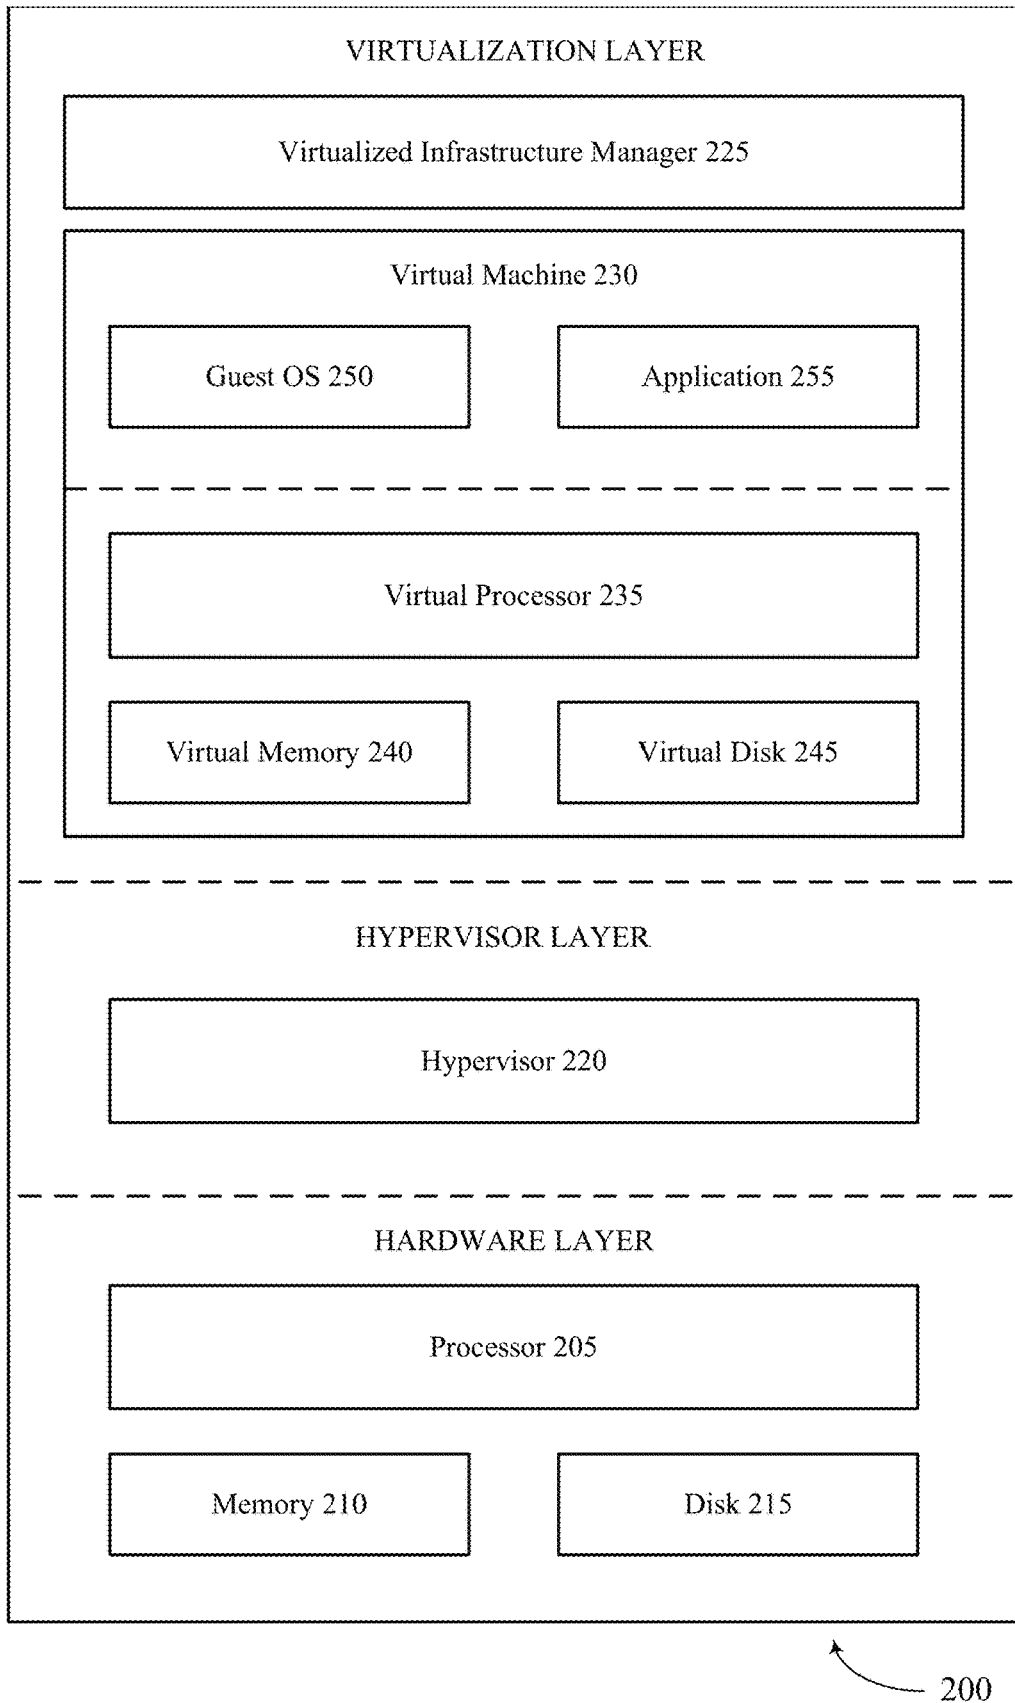 VIRTUALIZATION LAYER
Virtualized Infrastructure Manager 225
Virtual Machine 230
Guest OS 250
Application 255
Virtual Processor 235
Virtual Memory 240
Virtual Disk 245
HYPERVISOR LAYER
Hypervisor 220
HARDWARE LAYER
Processor 205
Memory 210
Disk 215
200